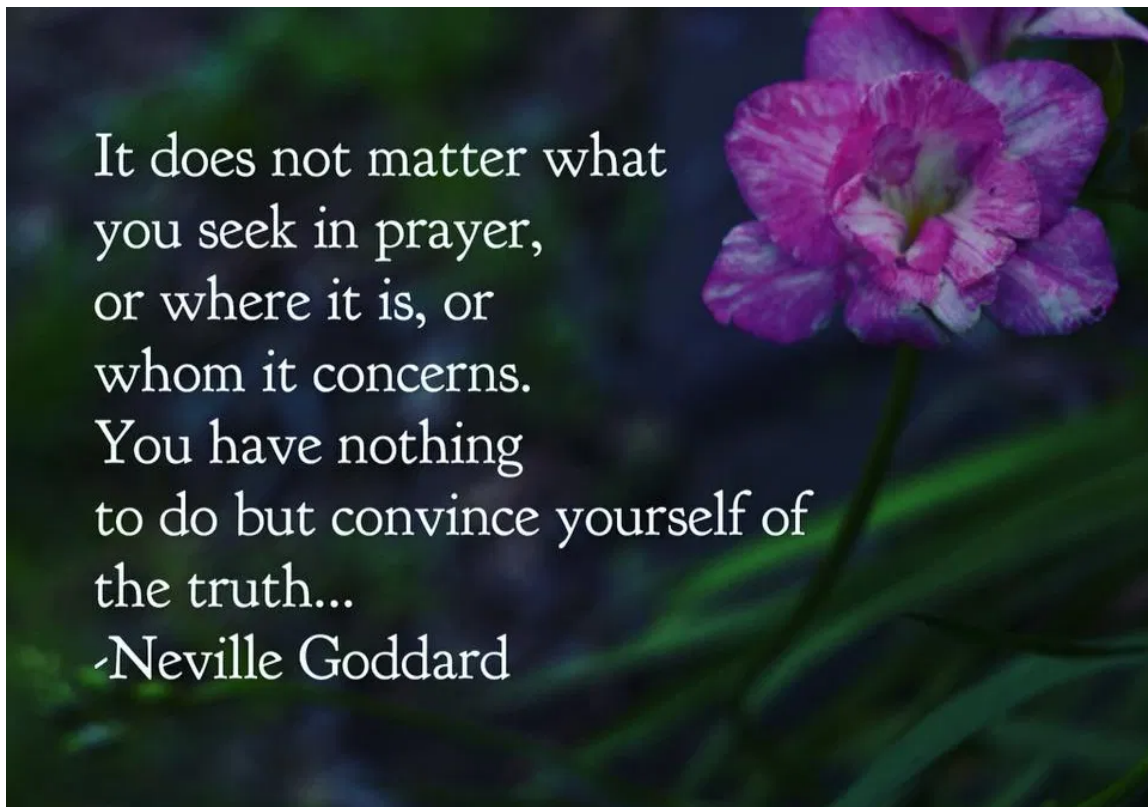 It does not matter what
you seek in prayer,
or where it is, or
whom it concerns.
You have nothing
to do but convince yourself of
the truth...
-Neville Goddard